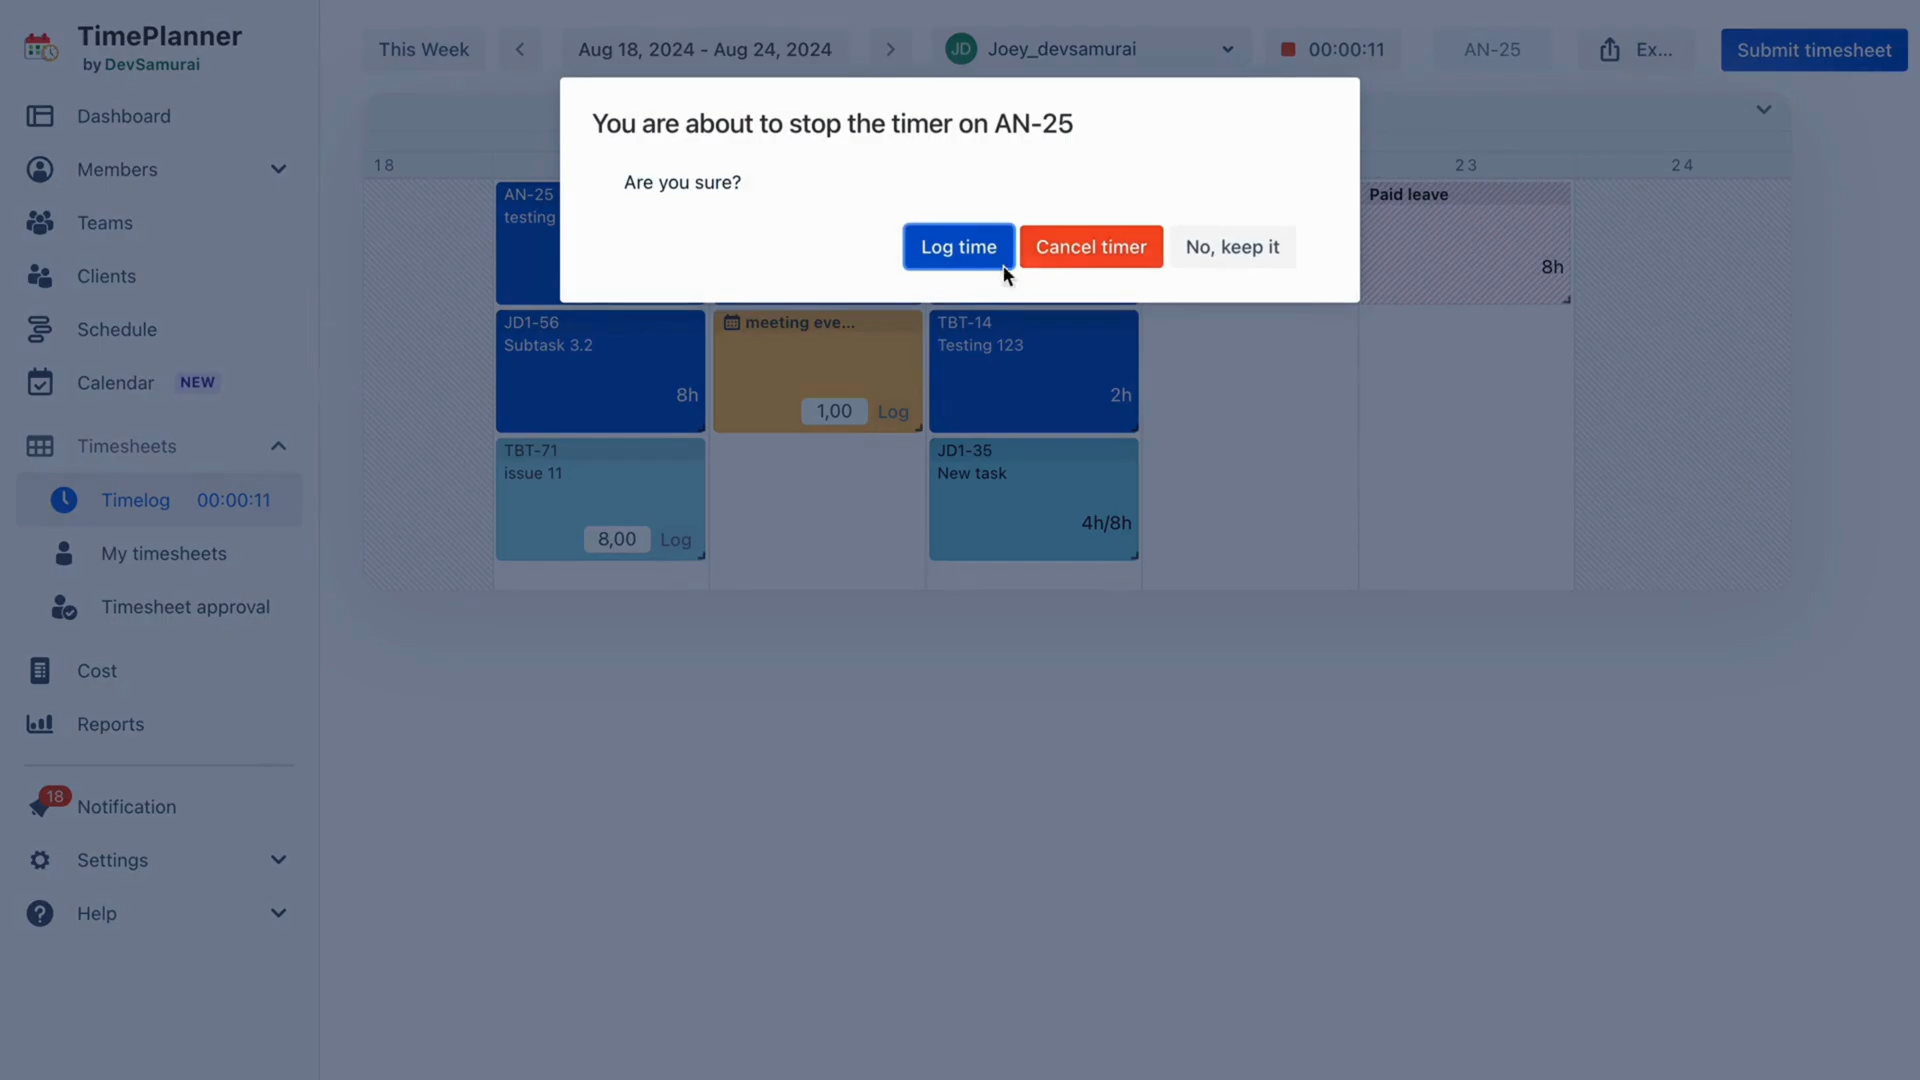 TimePlanner
by DevSamurai
Dashboard
Members
Teams
Clients
Schedule
Calendar NEW
Timesheets
Timelog 00:00:11
My timesheets
Timesheet approval
Cost
Reports
18
Notification
Settings
Help
This Week
Aug 18, 2024 - Aug 24, 2024
JD Joey_devsamurai
00:00:11
AN-25
Ex...
Submit timesheet
You are about to stop the timer on AN-25
Are you sure?
Log time
Cancel timer
No, keep it
18
23
24
AN-25
testing
Paid leave
8h
JD1-56
Subtask 3.2
8h
meeting eve...
1,00 Log
TBT-14
Testing 123
2h
TBT-71
issue 11
8,00 Log
JD1-35
New task
4h/8h